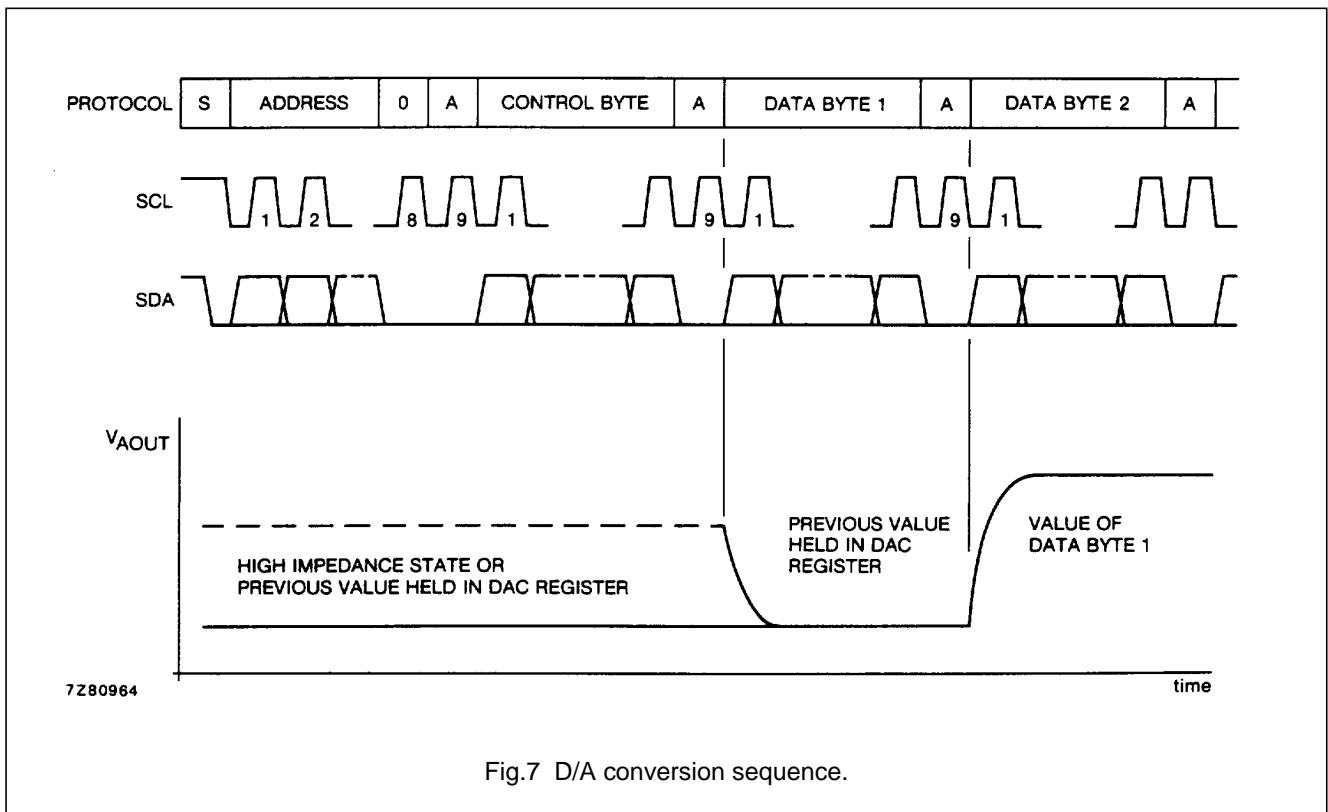 PROTOCOL S ADDRESS 0 A CONTROL BYTE A DATA BYTE 1 A DATA BYTE 2 A
SCL 1 2 8 9 1 9 1 9 1
SDA
VAOUT
HIGH IMPEDANCE STATE OR
PREVIOUS VALUE HELD IN DAC REGISTER
PREVIOUS VALUE
HELD IN DAC
REGISTER
VALUE OF
DATA BYTE 1
7Z80964
time
Fig.7 D/A conversion sequence.